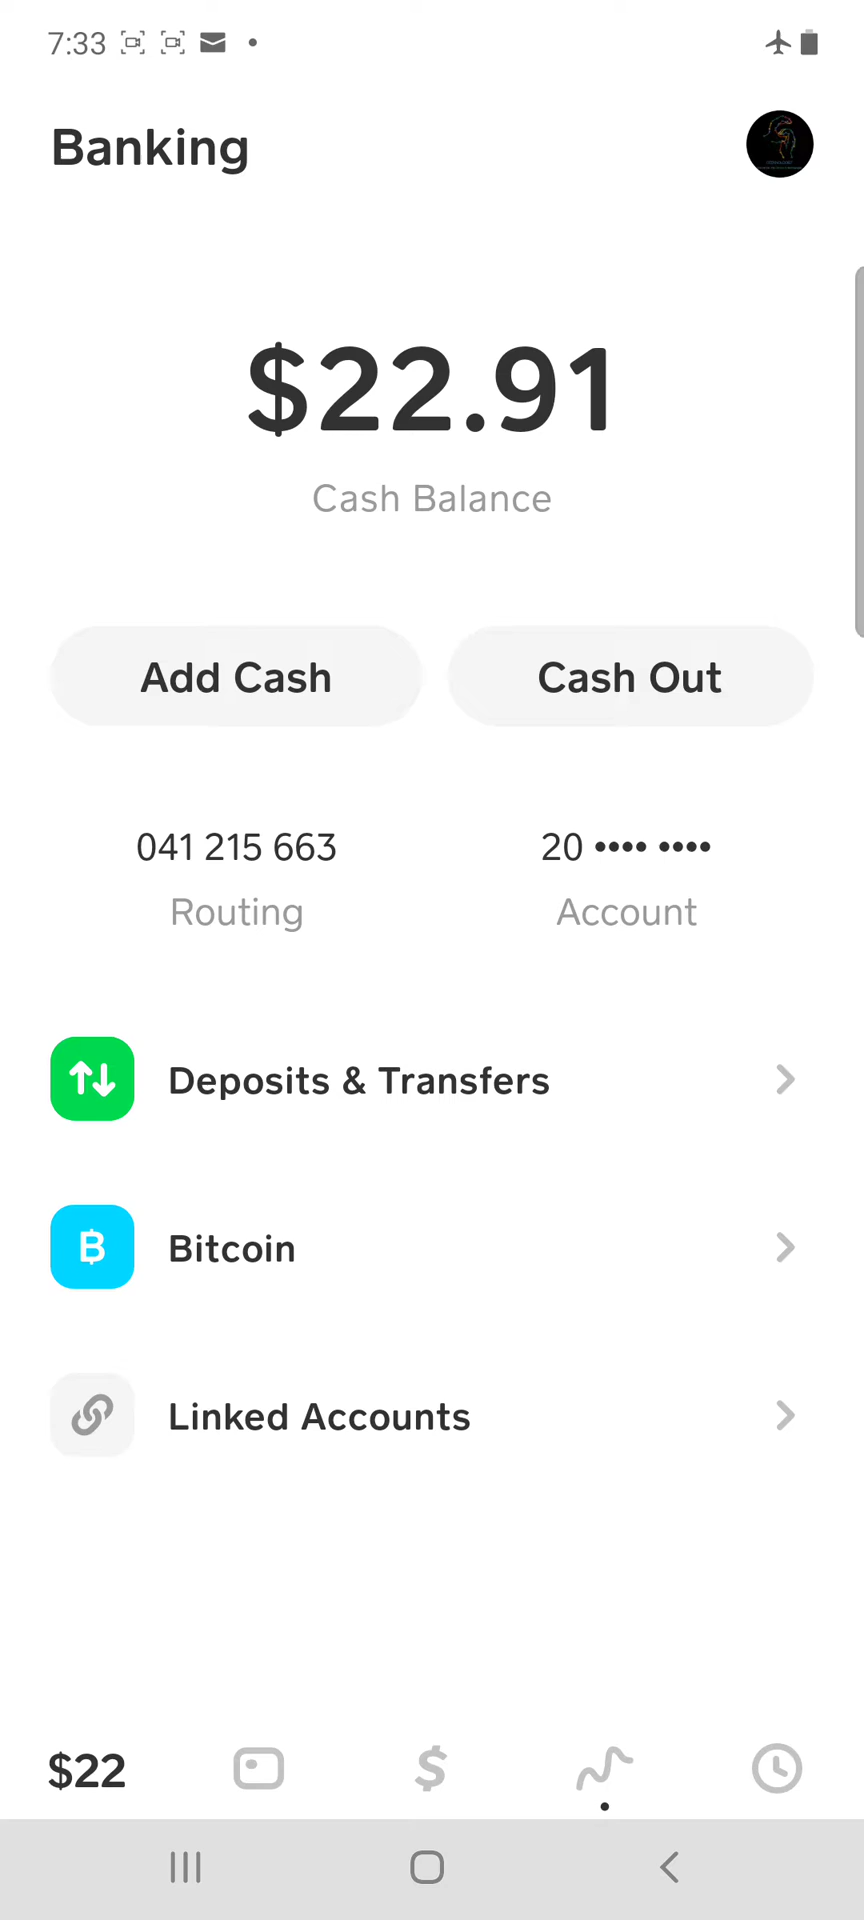 7:33
Banking
$22.91
Cash Balance
Add Cash
Cash Out
041 215 663
20 •••• ••••
Routing
Account
Deposits & Transfers
Bitcoin
Linked Accounts
$22